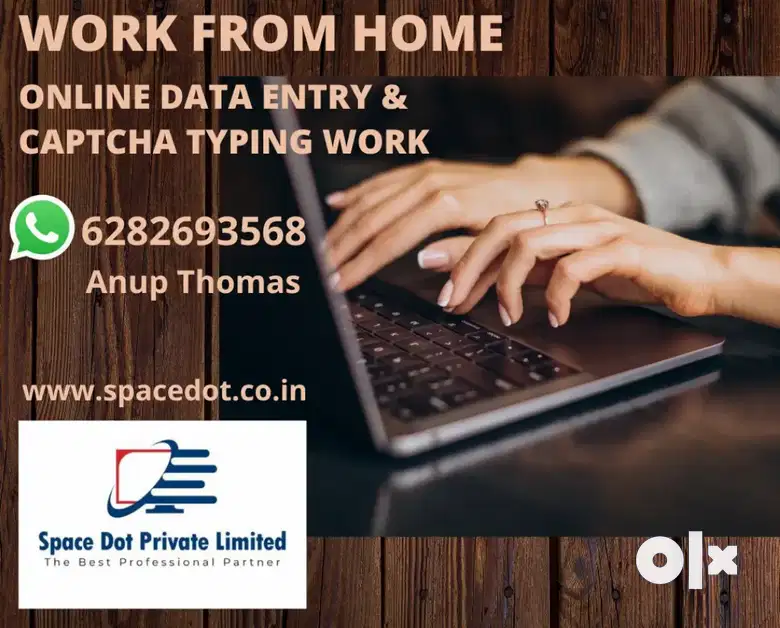 WORK FROM HOME
ONLINE DATA ENTRY &
CAPTCHA TYPING WORK
6282693568
Anup Thomas
www.spacedot.co.in
Space Dot Private Limited
The Best Professional Partner
olx